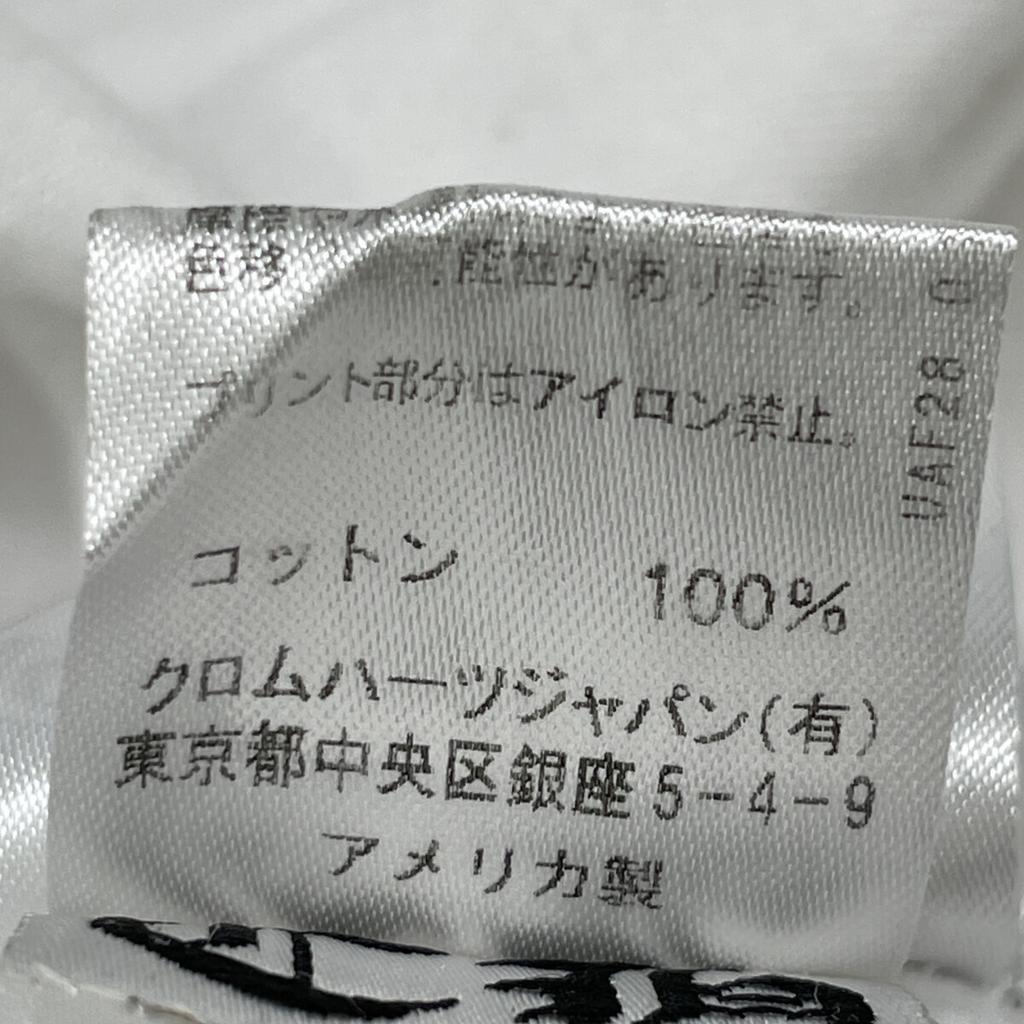 色移 能性があります。
プリント部分はアイロン禁止。
コットン 100%
クロムハーツジャパン(有)
東京都中央区銀座5-4-9
アメリカ製
UAF28